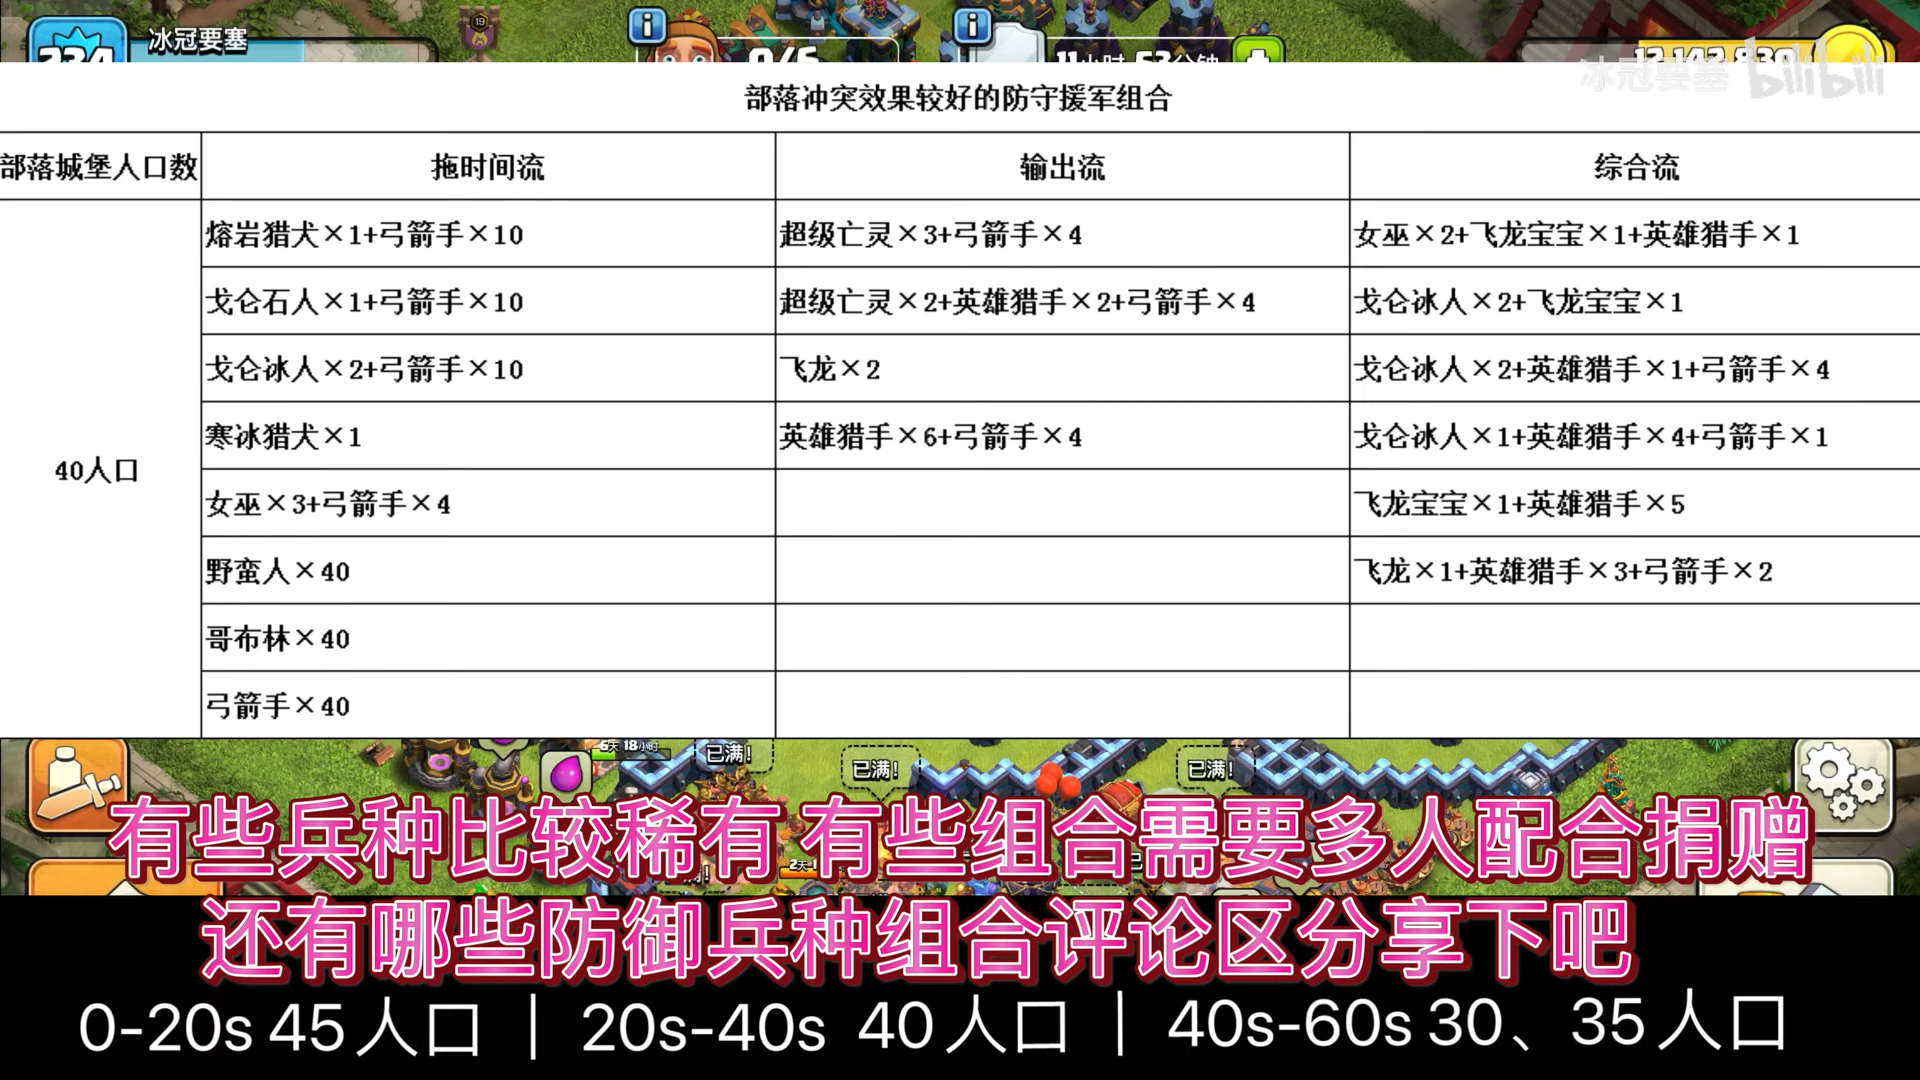 冰冠要塞
19
i
i
冰冠要塞 bilibili
部落冲突效果较好的防守援军组合
部落城堡人口数 拖时间流 输出流 综合流
40人口
熔岩猎犬×1+弓箭手×10 超级亡灵×3+弓箭手×4 女巫×2+飞龙宝宝×1+英雄猎手×1
戈仑石人×1+弓箭手×10 超级亡灵×2+英雄猎手×2+弓箭手×4 戈仑冰人×2+飞龙宝宝×1
戈仑冰人×2+弓箭手×10 飞龙×2 戈仑冰人×2+英雄猎手×1+弓箭手×4
寒冰猎犬×1 英雄猎手×6+弓箭手×4 戈仑冰人×1+英雄猎手×4+弓箭手×1
女巫×3+弓箭手×4 飞龙宝宝×1+英雄猎手×5
野蛮人×40 飞龙×1+英雄猎手×3+弓箭手×2
哥布林×40
弓箭手×40
6天 18小时
已满!
已满!
已满!
有些兵种比较稀有 有些组合需要多人配合捐赠
还有哪些防御兵种组合评论区分享下吧
0-20s 45人口 | 20s-40s 40人口 | 40s-60s 30、35人口